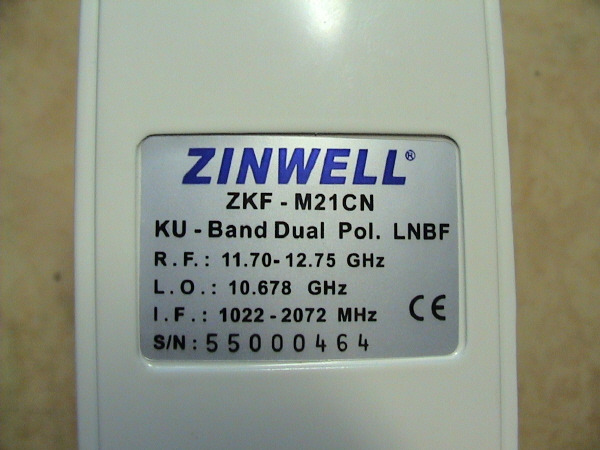 ZINWELL®
ZKF - M21CN
KU - Band Dual Pol. LNBF
R.F.: 11.70-12.75 GHz
L.O.: 10.678 GHz
I.F.: 1022-2072 MHz
CE
S/N: 55000464